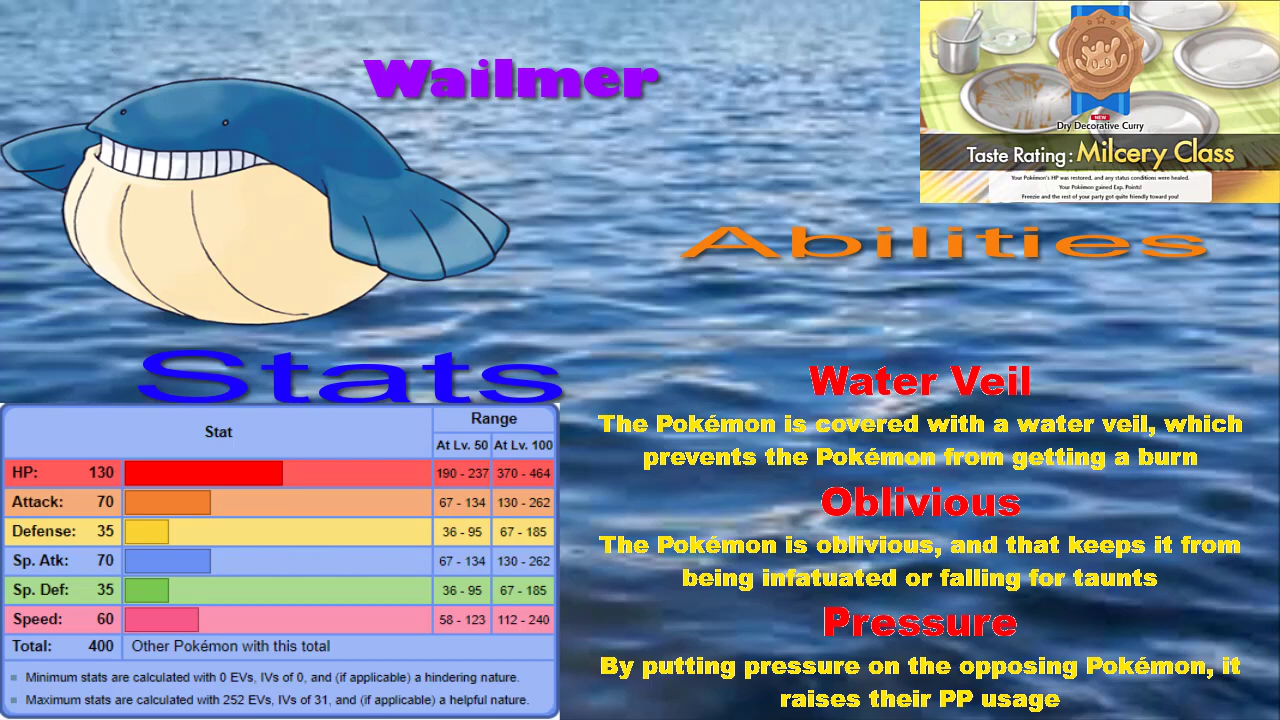 Wailmer
NEW
Dry Decorative Curry
Taste Rating: Milcery Class
Your Pokémon's HP was restored, and any status conditions were healed.
Your Pokémon gained Exp. Points!
Freezie and the rest of your party got quite friendly toward you!
Abilities
Stats
Stat Range
At Lv. 50 At Lv. 100
HP: 130 190 - 237 370 - 464
Attack: 70 67 - 134 130 - 262
Defense: 35 36 - 95 67 - 185
Sp. Atk: 70 67 - 134 130 - 262
Sp. Def: 35 36 - 95 67 - 185
Speed: 60 58 - 123 112 - 240
Total: 400 Other Pokémon with this total
Minimum stats are calculated with 0 EVs, IVs of 0, and (if applicable) a hindering nature.
Maximum stats are calculated with 252 EVs, IVs of 31, and (if applicable) a helpful nature.
Water Veil
The Pokémon is covered with a water veil, which
prevents the Pokémon from getting a burn
Oblivious
The Pokémon is oblivious, and that keeps it from
being infatuated or falling for taunts
Pressure
By putting pressure on the opposing Pokémon, it
raises their PP usage